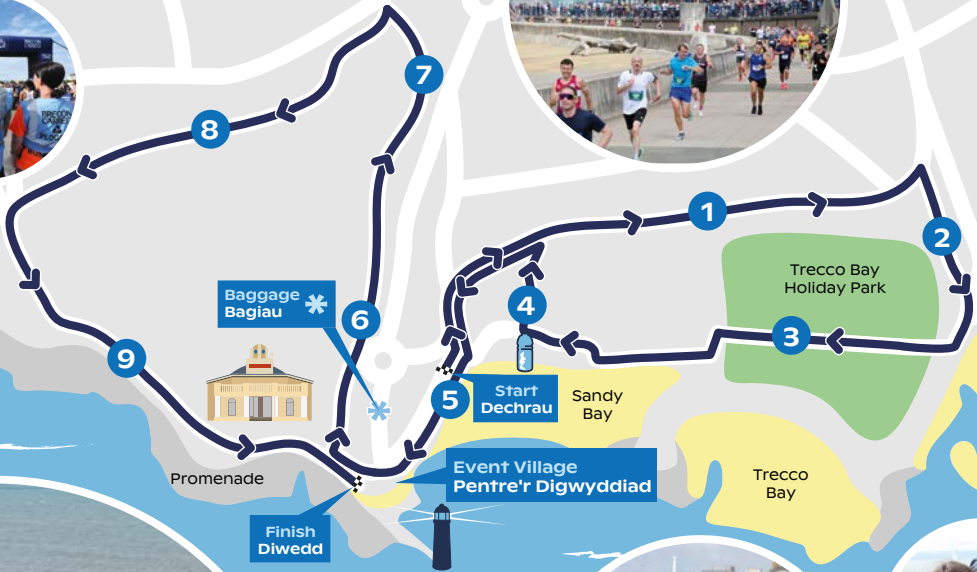 7
8
1
2
Trecco Bay
Holiday Park
Baggage
Bagiau
6
4
3
9
5
Start
Dechrau
Sandy
Bay
Promenade
Event Village
Pentre'r Digwyddiad
Trecco
Bay
Finish
Diwedd